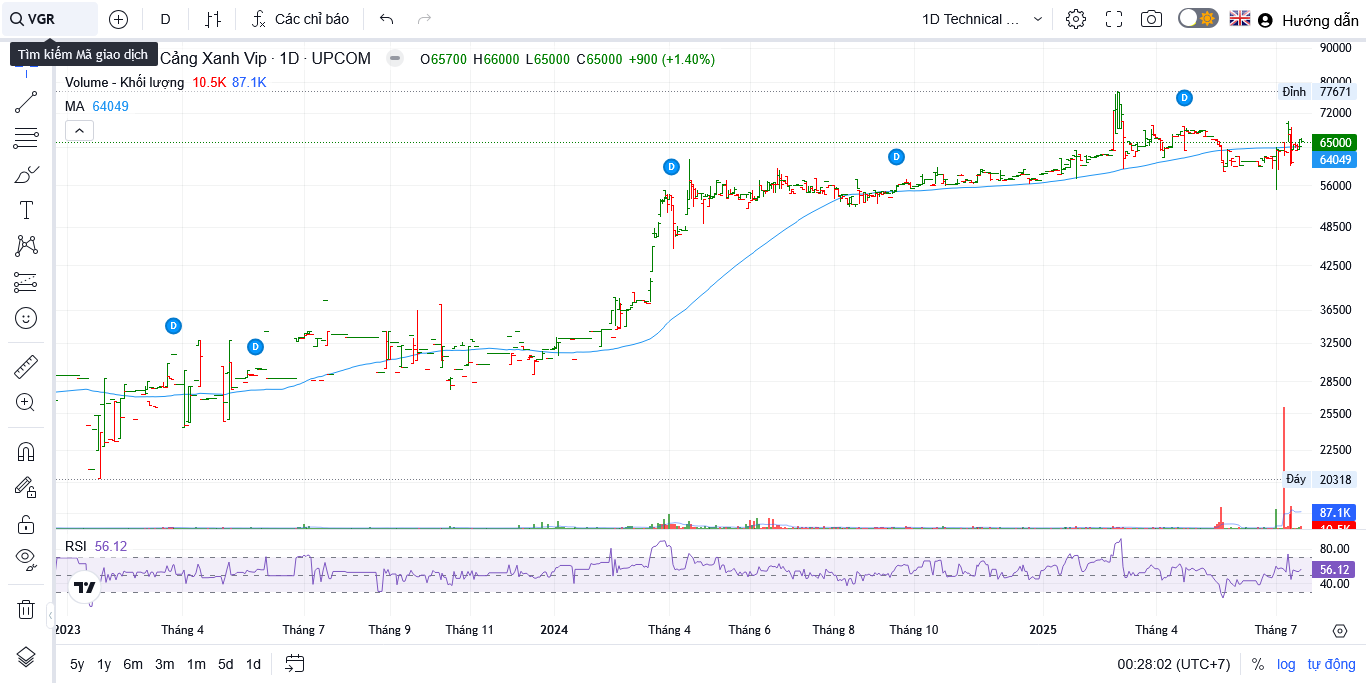 VGR
D
Các chỉ báo
1D Technical ...
Hướng dẫn
Tìm kiếm Mã giao dịch
Cảng Xanh Vip · 1D · UPCOM
O65700 H66000 L65000 C65000 +900 (+1.40%)
Volume - Khối lượng 10.5K 87.1K
MA 64049
90000
80000
Đỉnh 77671
72000
65000
64049
56000
48500
42500
36500
32500
28500
25500
22500
Đáy 20318
87.1K
10.5K
D
D
D
D
D
RSI 56.12
80.00
56.12
40.00
2023
Tháng 4
Tháng 7
Tháng 9
Tháng 11
2024
Tháng 4
Tháng 6
Tháng 8
Tháng 10
2025
Tháng 4
Tháng 7
5y 1y 6m 3m 1m 5d 1d
00:28:02 (UTC+7)
% log tự động